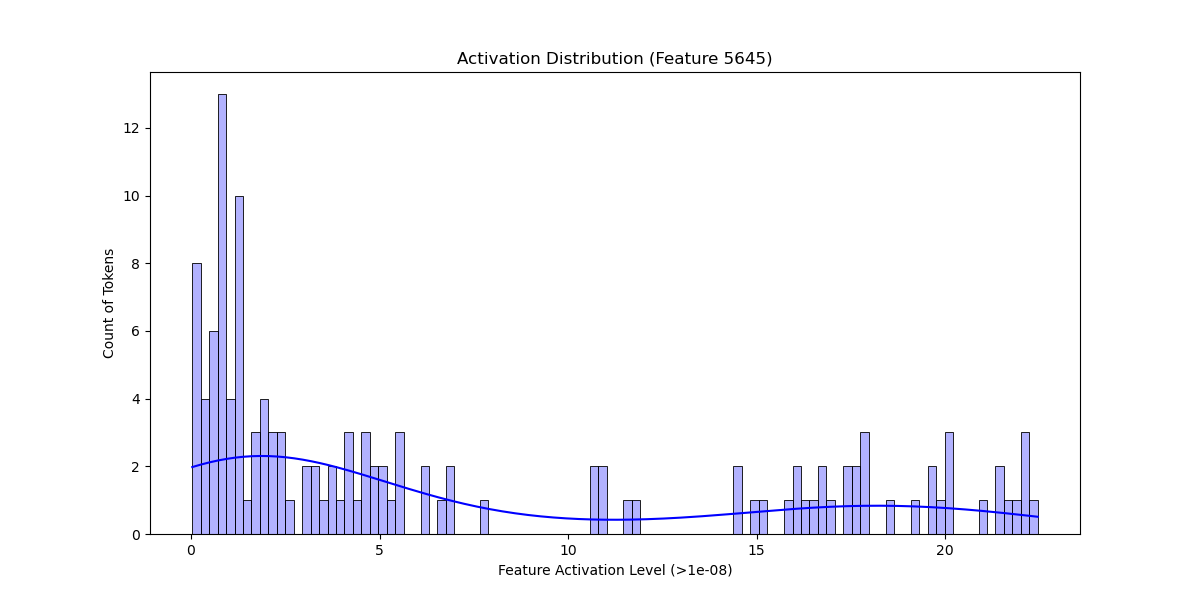 Activation Distribution (Feature 5645)
Count of Tokens
12
10
8
6
4
2
0
0 5 10 15 20
Feature Activation Level (>1e-08)